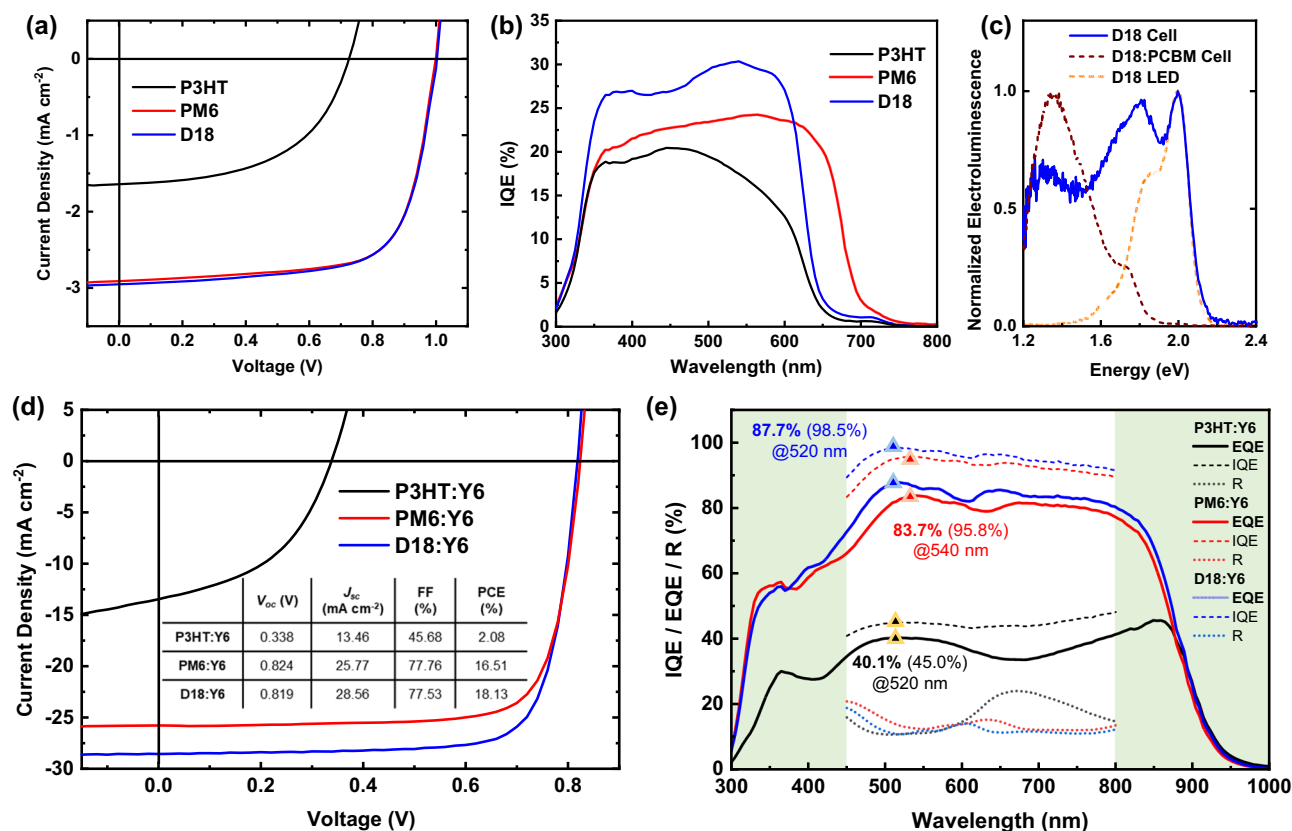 (a)
0
-1
-2
-3
Current Density (mA cm⁻²)
P3HT
PM6
D18
0.0 0.2 0.4 0.6 0.8 1.0
Voltage (V)
(b)
35
30
25
20
15
10
5
0
IQE (%)
P3HT
PM6
D18
300 400 500 600 700 800
Wavelength (nm)
(c)
D18 Cell
D18:PCBM Cell
D18 LED
1.0
0.5
0.0
Normalized Electroluminescence
1.2 1.6 2.0 2.4
Energy (eV)
(d)
5
0
-5
-10
-15
-20
-25
-30
Current Density (mA cm⁻²)
P3HT:Y6
PM6:Y6
D18:Y6
Voc (V) Jsc (mA cm⁻²) FF (%) PCE (%)
P3HT:Y6 0.338 13.46 45.68 2.08
PM6:Y6 0.824 25.77 77.76 16.51
D18:Y6 0.819 28.56 77.53 18.13
0.0 0.2 0.4 0.6 0.8
Voltage (V)
(e)
100
80
60
40
20
0
IQE / EQE / R (%)
87.7% (98.5%)
@520 nm
83.7% (95.8%)
@540 nm
40.1% (45.0%)
@520 nm
P3HT:Y6
EQE
IQE
R
PM6:Y6
EQE
IQE
R
D18:Y6
EQE
IQE
R
300 400 500 600 700 800 900 1000
Wavelength (nm)